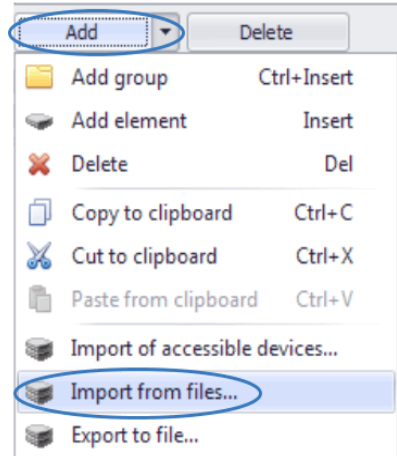 Add Delete
Add group Ctrl+Insert
Add element Insert
Delete Del
Copy to clipboard Ctrl+C
Cut to clipboard Ctrl+X
Paste from clipboard Ctrl+V
Import of accessible devices...
Import from files...
Export to file...